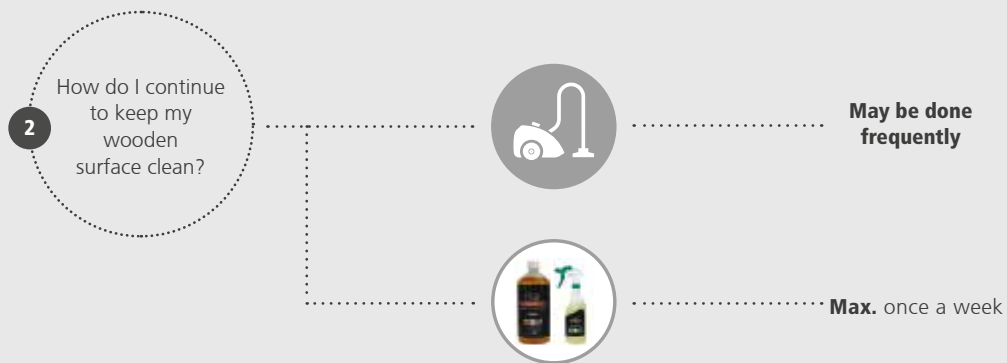 2
How do I continue
to keep my
wooden
surface clean?
May be done
frequently
Max. once a week